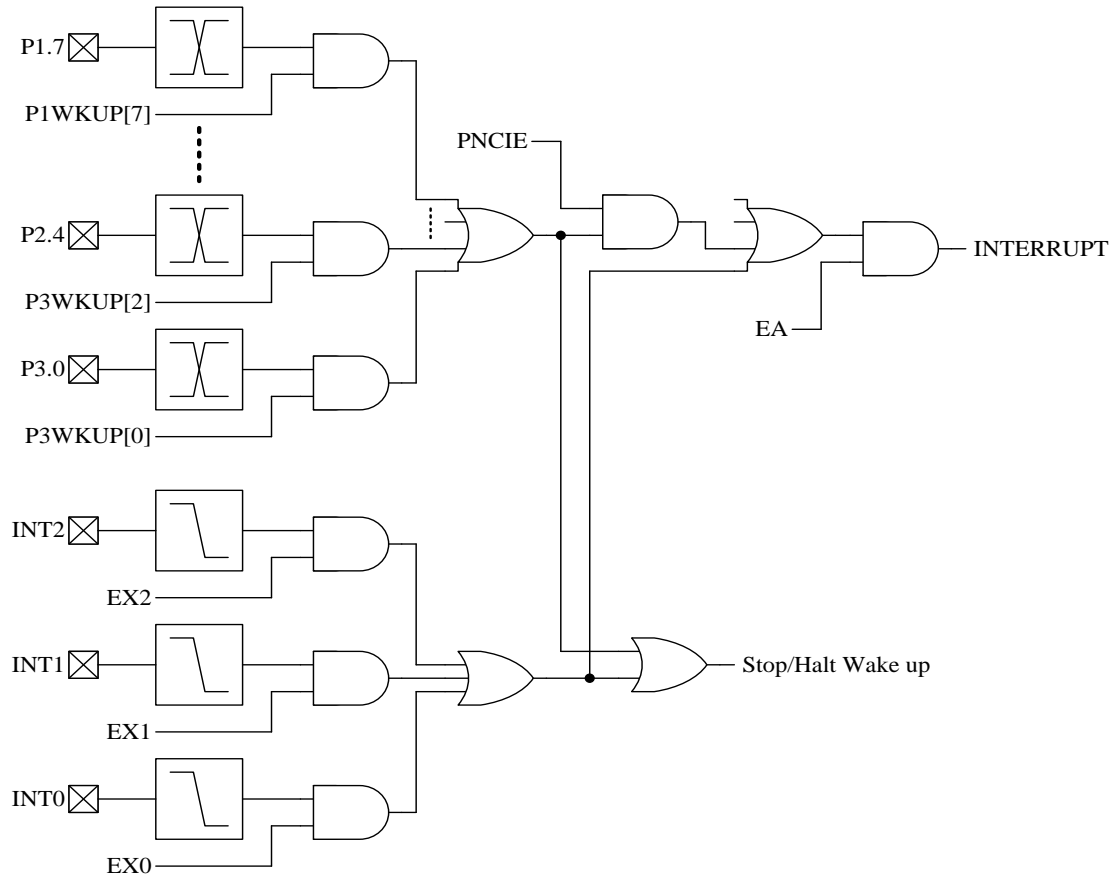 P1.7
P1WKUP[7]
PNCIE
P2.4
INTERRUPT
P3WKUP[2]
EA
P3.0
P3WKUP[0]
INT2
EX2
INT1
Stop/Halt Wake up
EX1
INT0
EX0